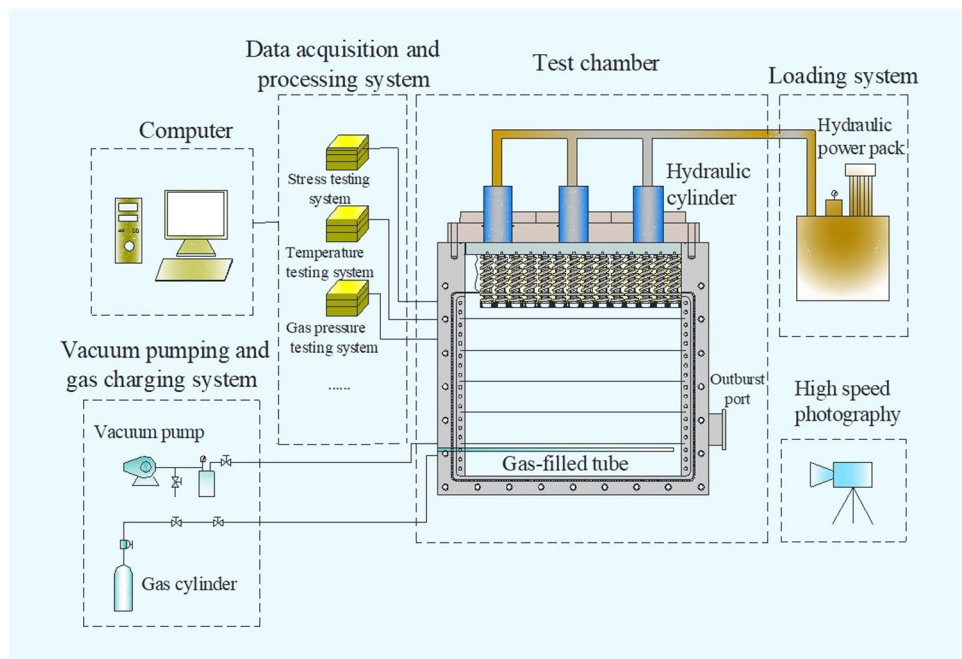 Data acquisition and
processing system
Test chamber
Loading system
Computer
Hydraulic
power pack
Stress testing
system
Hydraulic
cylinder
Temperature
testing system
Gas pressure
testing system
......
Vacuum pumping and
gas charging system
Outburst
port
High speed
photography
Vacuum pump
Gas-filled tube
Gas cylinder